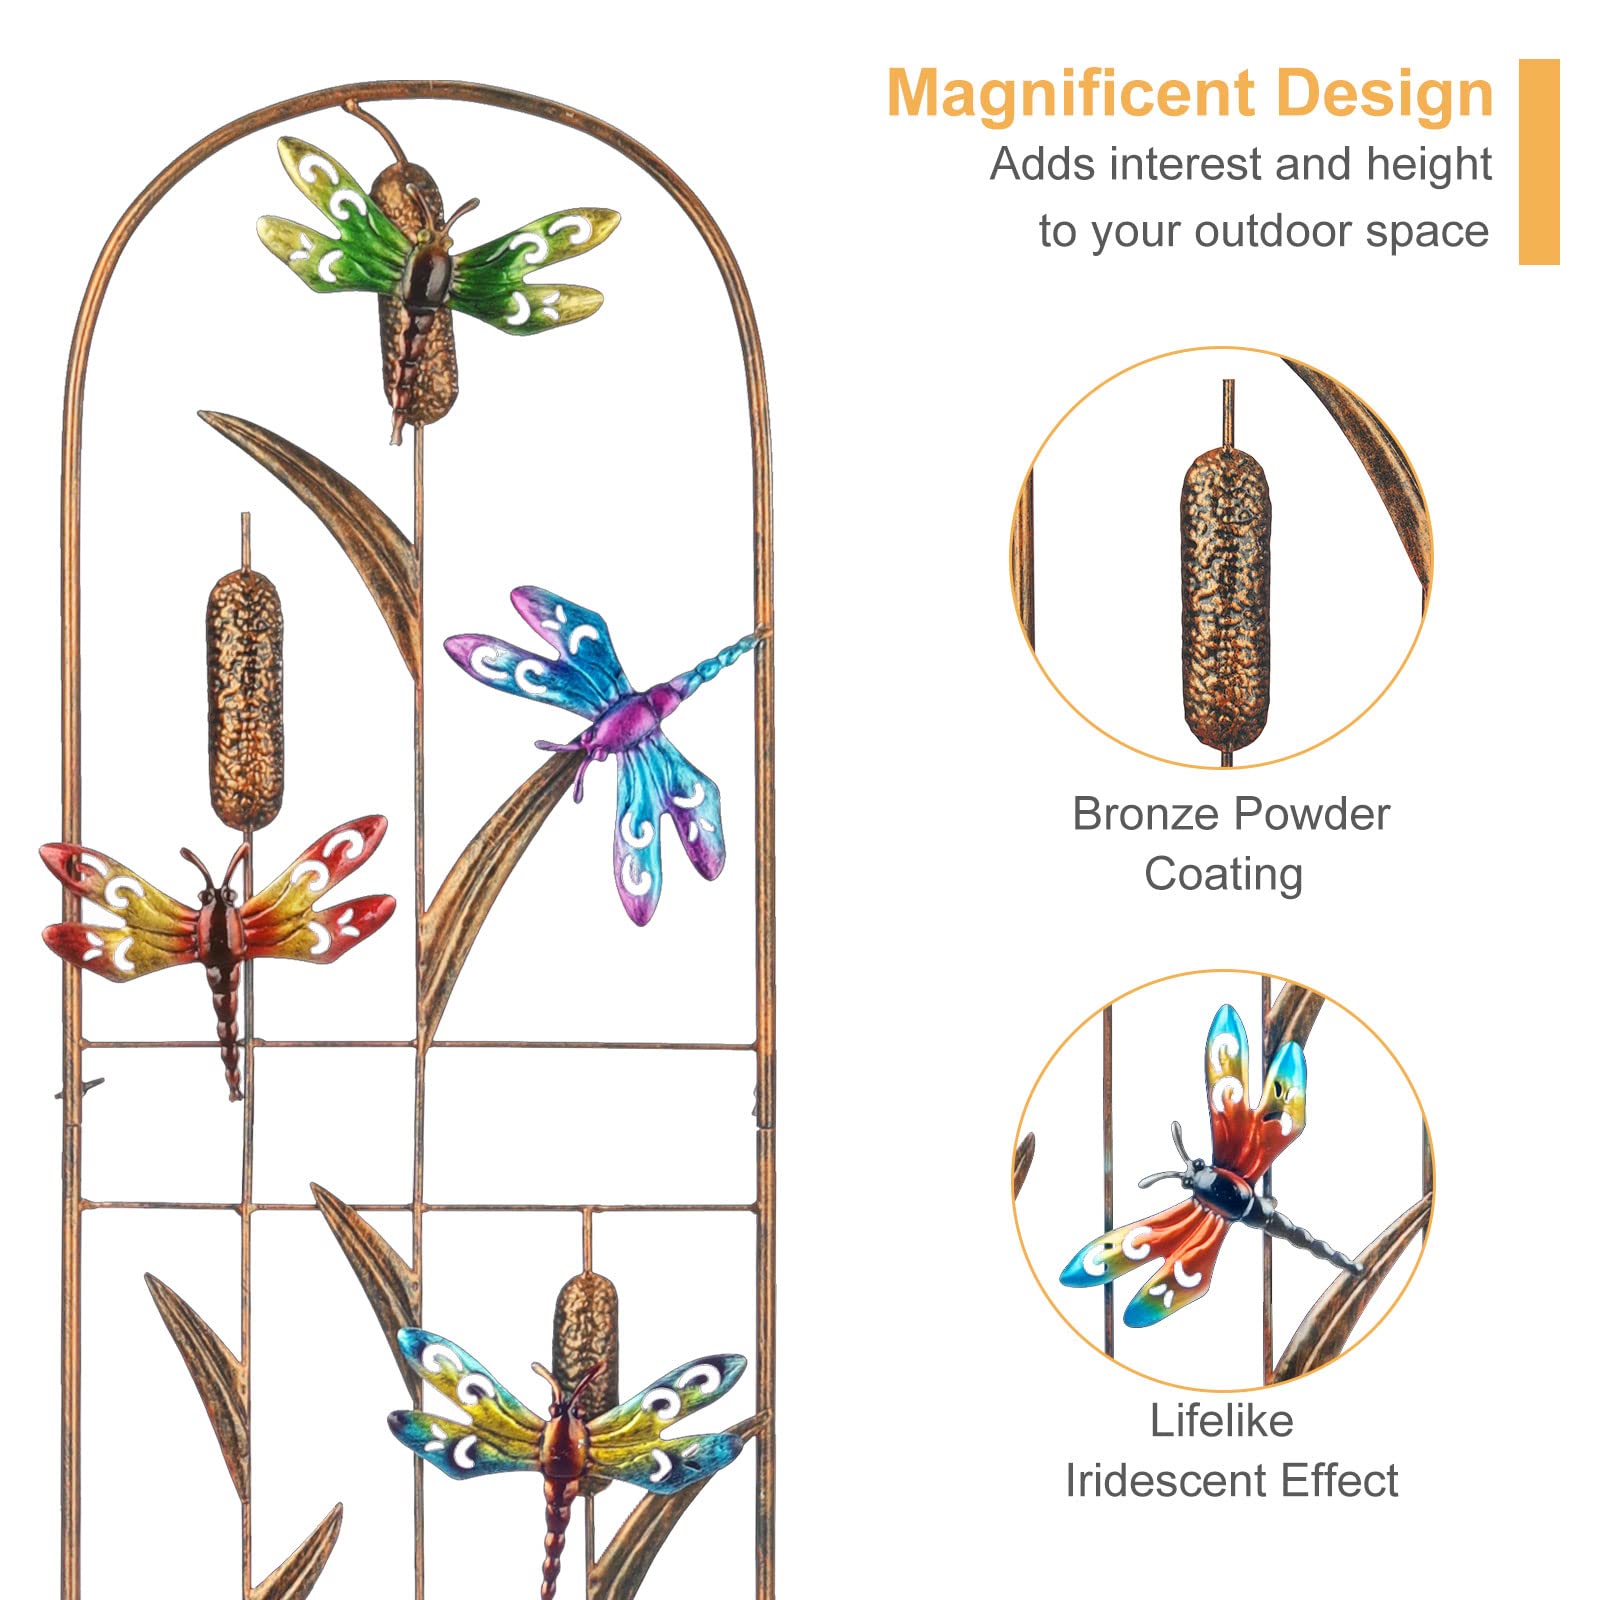 Magnificent Design
Adds interest and height
to your outdoor space
Bronze Powder
Coating
Lifelike
Iridescent Effect